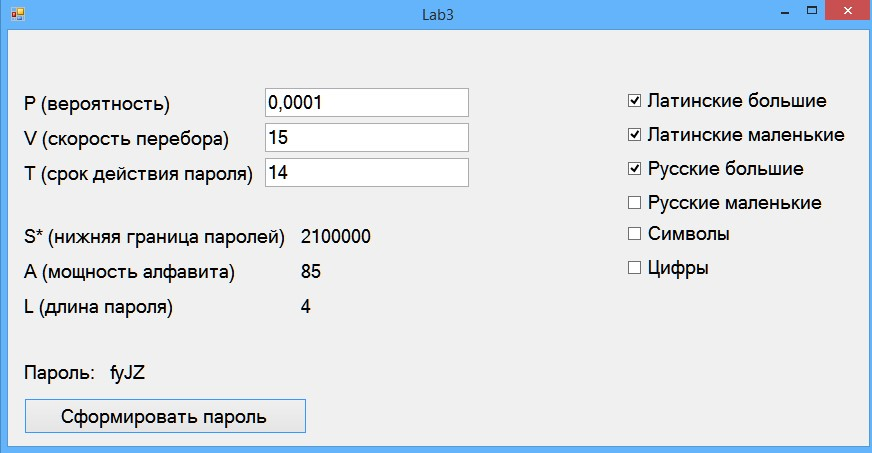 Lab3
P (вероятность) 0,0001
V (скорость перебора) 15
T (срок действия пароля) 14
S* (нижняя граница паролей) 2100000
A (мощность алфавита) 85
L (длина пароля) 4
Пароль: fyJZ
Сформировать пароль
Латинские большие
Латинские маленькие
Русские большие
Русские маленькие
Символы
Цифры